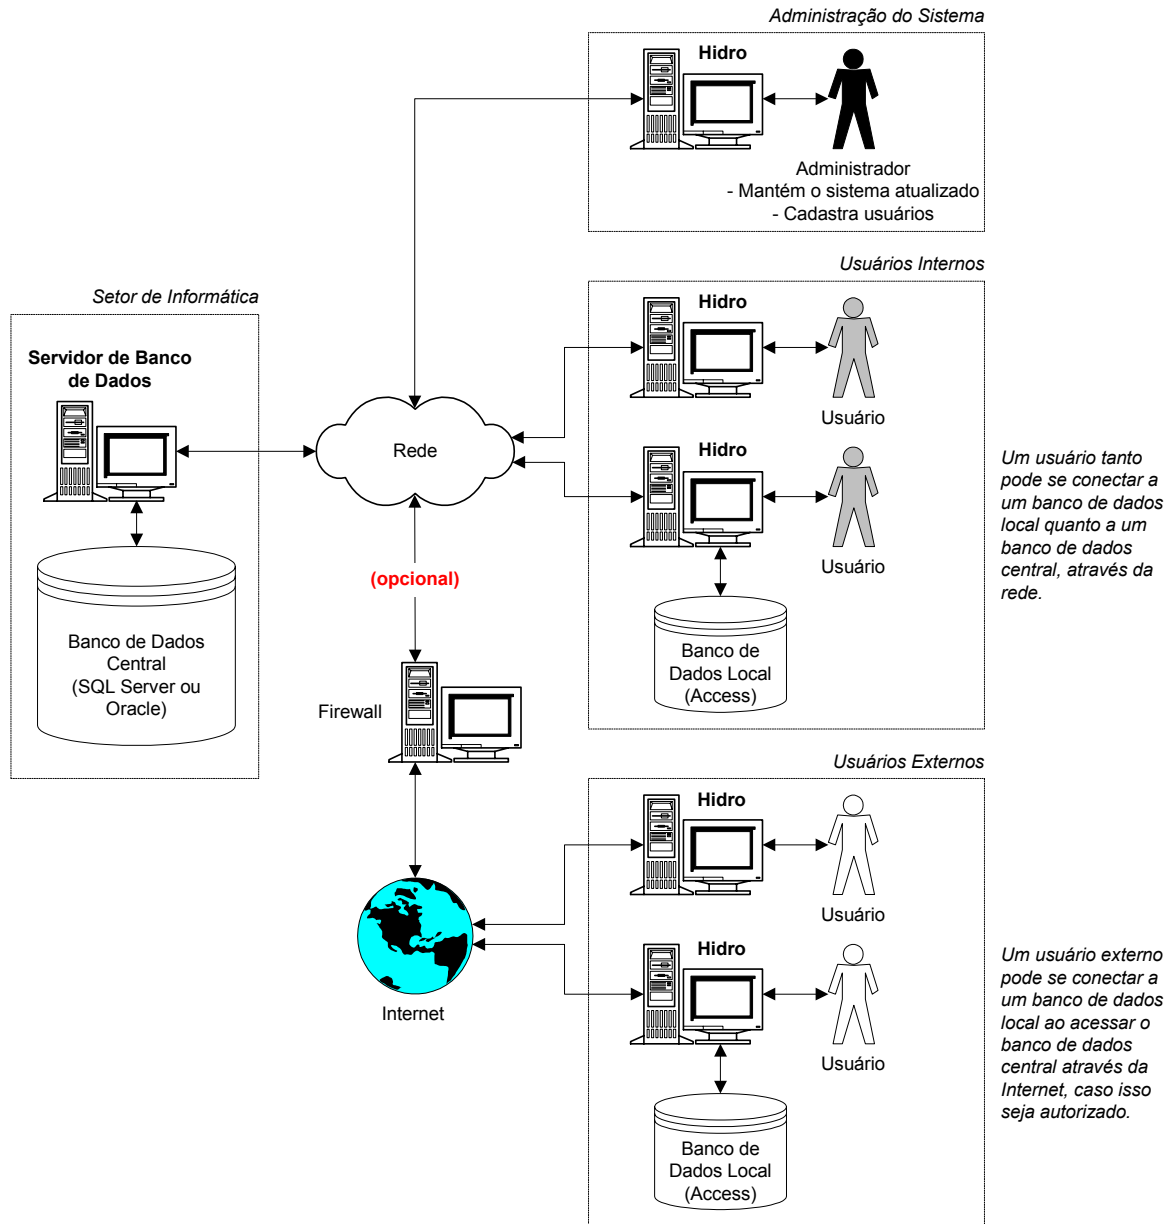 Administração do Sistema
Hidro
Administrador
- Mantém o sistema atualizado
- Cadastra usuários
Usuários Internos
Hidro
Usuário
Hidro
Usuário
Banco de
Dados Local
(Access)
Um usuário tanto
pode se conectar a
um banco de dados
local quanto a um
banco de dados
central, através da
rede.
Setor de Informática
Servidor de Banco
de Dados
Banco de Dados
Central
(SQL Server ou
Oracle)
Rede
(opcional)
Firewall
Internet
Usuários Externos
Hidro
Usuário
Hidro
Usuário
Banco de
Dados Local
(Access)
Um usuário externo
pode se conectar a
um banco de dados
local ao acessar o
banco de dados
central através da
Internet, caso isso
seja autorizado.